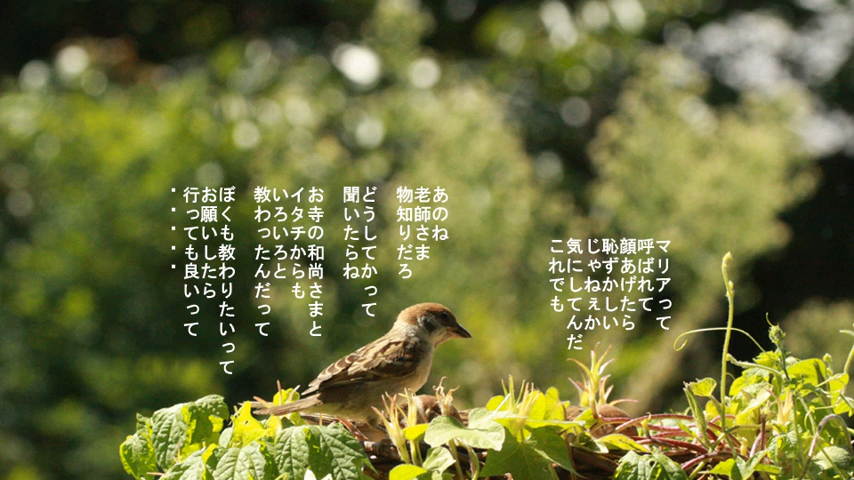 マリアって
呼ばれて
顔あげたら
恥ずかしい
じゃねぇか
気にしてんだ
これでも
あのね
老師さま
物知りだろ
どうしてかって
聞いたらね
お寺の和尚さまと
イタチからも
いろいろと
教わったんだって
ぼくも教わりたいって
お願いしたら
行っても良いって
・・・・